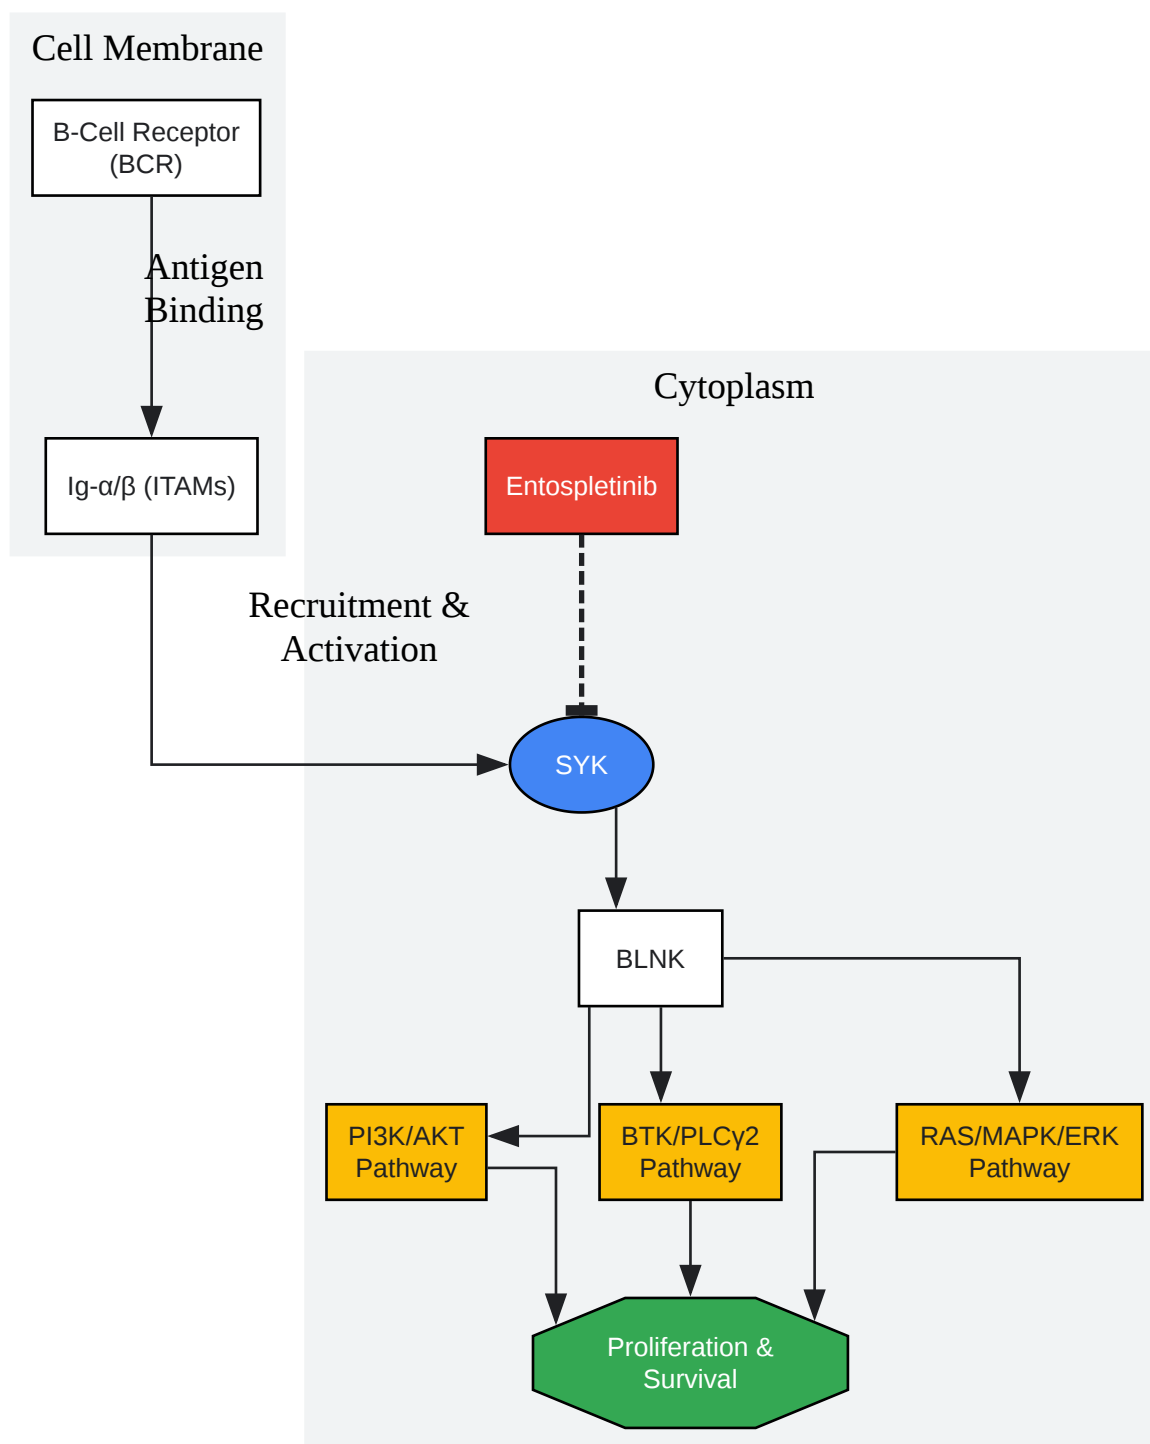 Cell Membrane
B-Cell Receptor
(BCR)
Antigen
Binding
Ig-α/β (ITAMs)
Cytoplasm
Entospletinib
Recruitment &
Activation
SYK
BLNK
PI3K/AKT
Pathway
BTK/PLCγ2
Pathway
RAS/MAPK/ERK
Pathway
Proliferation &
Survival